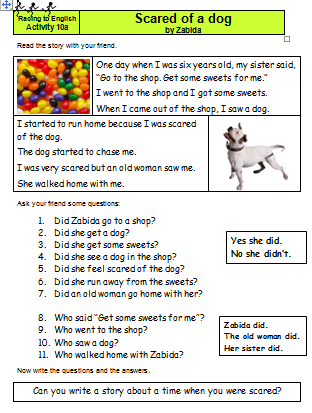 Racing to English
Activity 10a
Scared of a dog
by Zabida
Read the story with your friend.
One day when I was six years old, my sister said,
"Go to the shop. Get some sweets for me."
I went to the shop and I got some sweets.
When I came out of the shop, I saw a dog.
I started to run home because I was scared
of the dog.
The dog started to chase me.
I was very scared but an old woman saw me.
She walked home with me.
Ask your friend some questions:
1. Did Zabida go to a shop?
2. Did she get a dog?
3. Did she get some sweets?
4. Did she see a dog in the shop?
5. Did she feel scared of the dog?
6. Did she run away from the sweets?
7. Did an old woman go home with her?
Yes she did.
No she didn't.
8. Who said "Get some sweets for me"?
9. Who went to the shop?
10. Who saw a dog?
11. Who walked home with Zabida?
Zabida did.
The old woman did.
Her sister did.
Now write the questions and the answers.
Can you write a story about a time when you were scared?